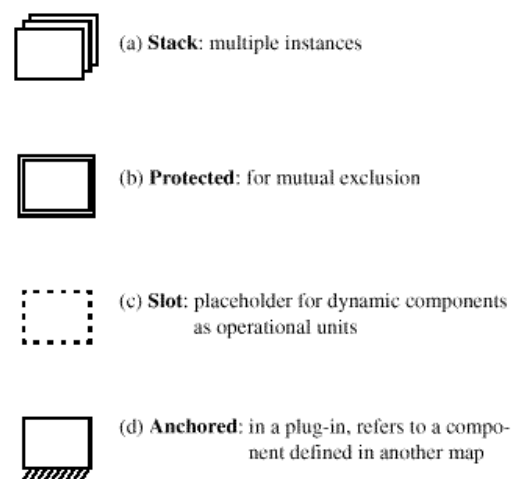 (a) Stack: multiple instances
(b) Protected: for mutual exclusion
(c) Slot: placeholder for dynamic components
as operational units
(d) Anchored: in a plug-in, refers to a compo-
nent defined in another map